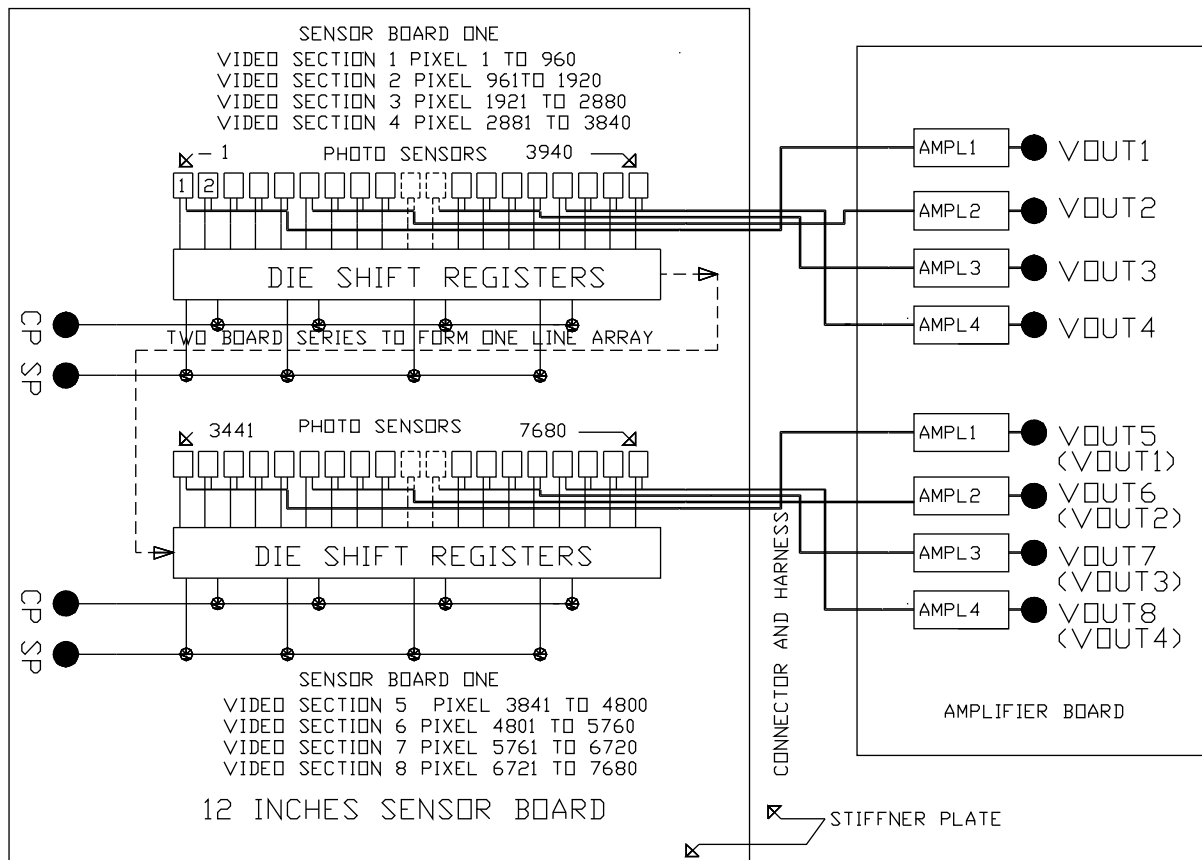 SENSOR BOARD ONE
VIDEO SECTION 1 PIXEL 1 TO 960
VIDEO SECTION 2 PIXEL 961TO 1920
VIDEO SECTION 3 PIXEL 1921 TO 2880
VIDEO SECTION 4 PIXEL 2881 TO 3840
1 PHOTO SENSORS 3940
1 2
DIE SHIFT REGISTERS
CP
TWO BOARD SERIES TO FORM ONE LINE ARRAY
SP
3441 PHOTO SENSORS 7680
DIE SHIFT REGISTERS
CP
SP
SENSOR BOARD ONE
VIDEO SECTION 5 PIXEL 3841 TO 4800
VIDEO SECTION 6 PIXEL 4801 TO 5760
VIDEO SECTION 7 PIXEL 5761 TO 6720
VIDEO SECTION 8 PIXEL 6721 TO 7680
12 INCHES SENSOR BOARD
CONNECTOR AND HARNESS
STIFFNER PLATE
AMPL1 VOUT1
AMPL2 VOUT2
AMPL3 VOUT3
AMPL4 VOUT4
AMPL1 VOUT5
(VOUT1)
AMPL2 VOUT6
(VOUT2)
AMPL3 VOUT7
(VOUT3)
AMPL4 VOUT8
(VOUT4)
AMPLIFIER BOARD